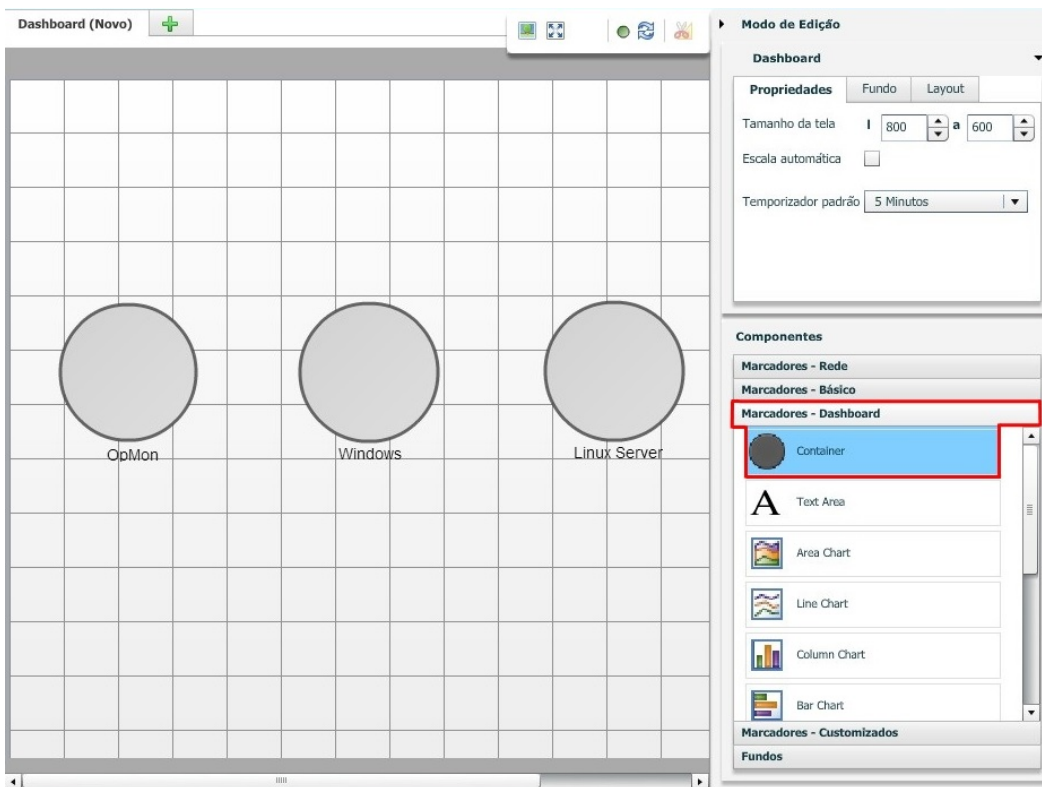 Dashboard (Novo)
Modo de Edição
Dashboard
Propriedades Fundo Layout
Tamanho da tela l 800 a 600
Escala automática
Temporizador padrão 5 Minutos
OpMon
Windows
Linux Server
Componentes
Marcadores - Rede
Marcadores - Básico
Marcadores - Dashboard
Container
A Text Area
Area Chart
Line Chart
Column Chart
Bar Chart
Marcadores - Customizados
Fundos